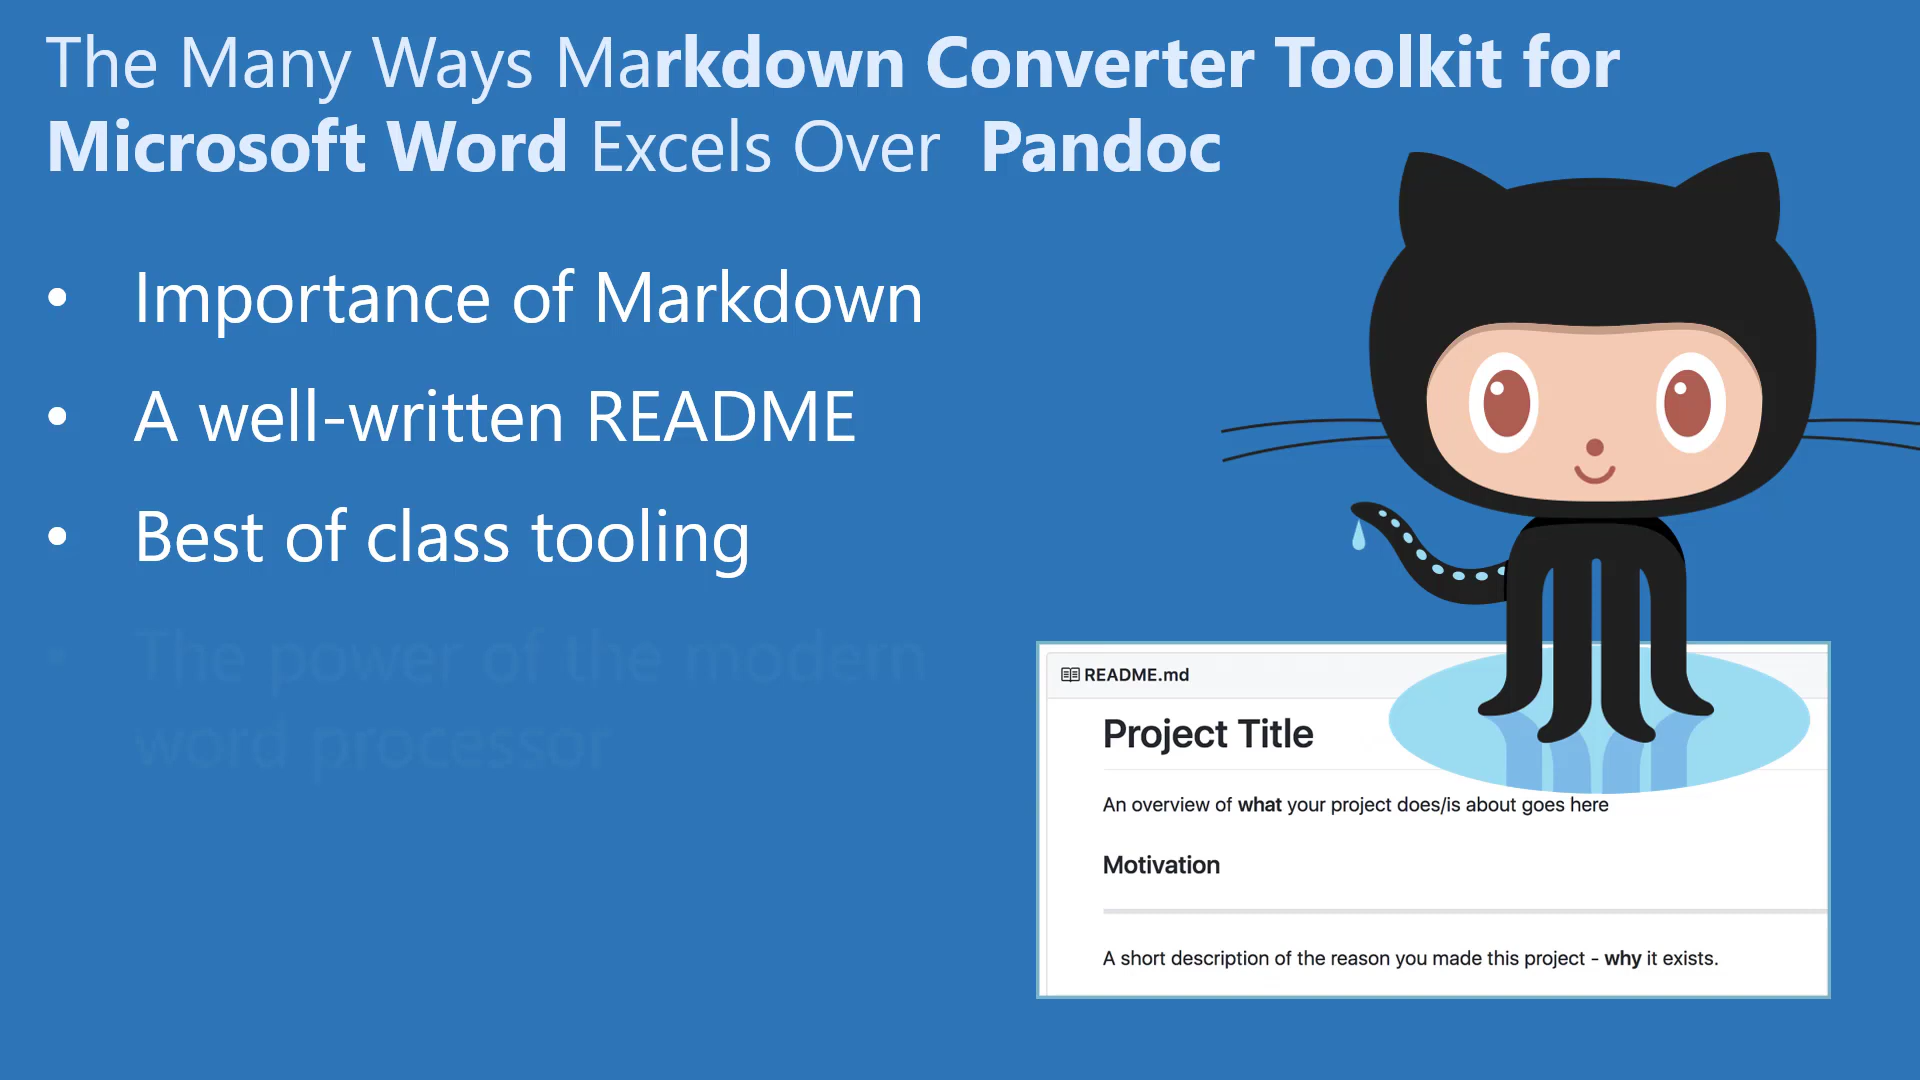 The Many Ways Markdown Converter Toolkit for
Microsoft Word Excels Over Pandoc
• Importance of Markdown
• A well-written README
• Best of class tooling
• The power of the modern
word processor
README.md
Project Title
An overview of what your project does/is about goes here
Motivation
A short description of the reason you made this project - why it exists.